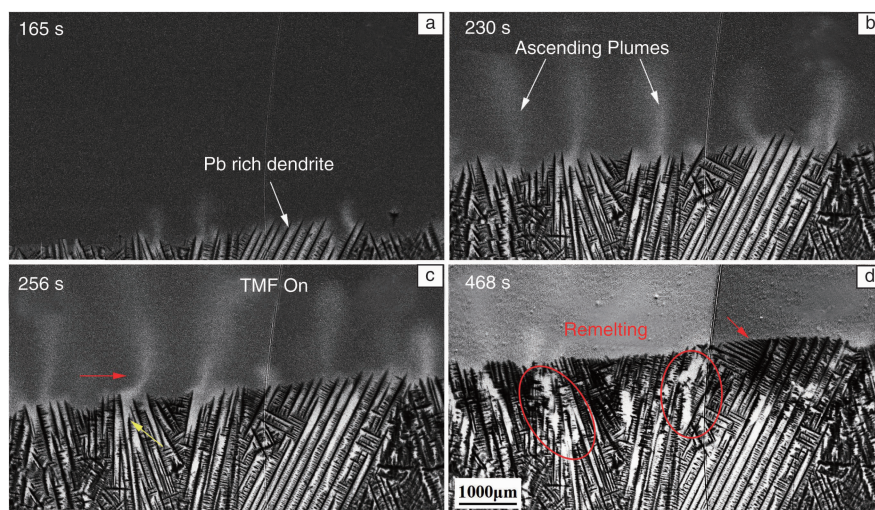 165 s
a
Pb rich dendrite
230 s
b
Ascending Plumes
256 s
TMF On
c
468 s
d
Remelting
1000μm